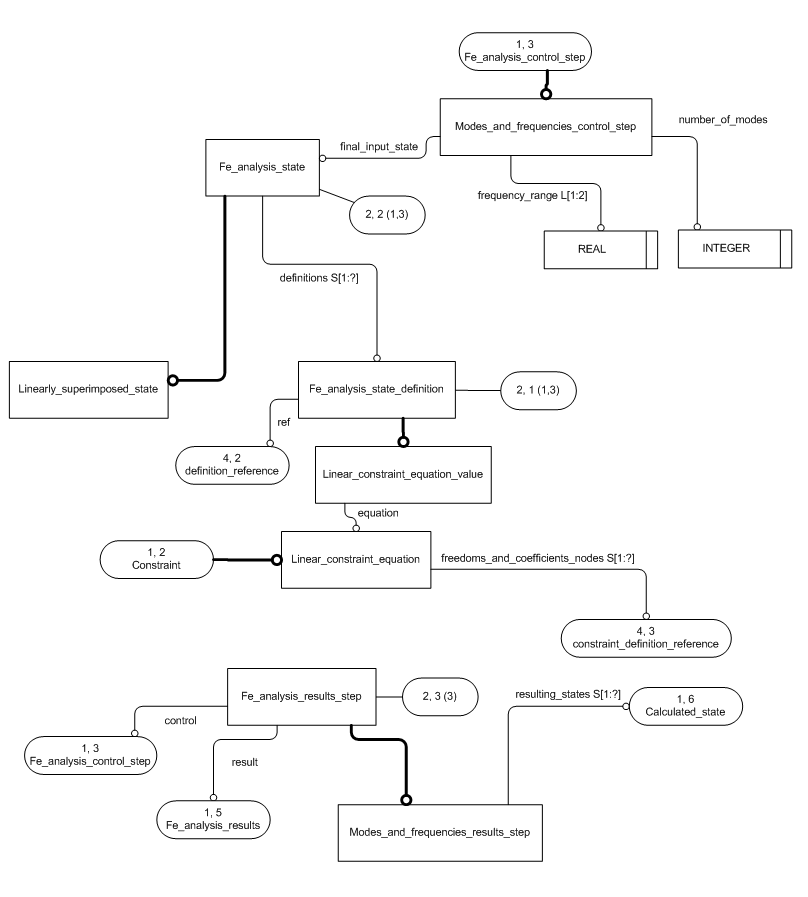 1, 3
Fe_analysis_control_step
Modes_and_frequencies_control_step
number_of_modes
final_input_state
Fe_analysis_state
frequency_range L[1:2]
2, 2 (1,3)
REAL
INTEGER
definitions S[1:?]
Linearly_superimposed_state
Fe_analysis_state_definition
2, 1 (1,3)
ref
4, 2
definition_reference
Linear_constraint_equation_value
equation
1, 2
Constraint
Linear_constraint_equation
freedoms_and_coefficients_nodes S[1:?]
4, 3
constraint_definition_reference
Fe_analysis_results_step
2, 3 (3)
resulting_states S[1:?]
1, 6
Calculated_state
control
1, 3
Fe_analysis_control_step
result
1, 5
Fe_analysis_results
Modes_and_frequencies_results_step